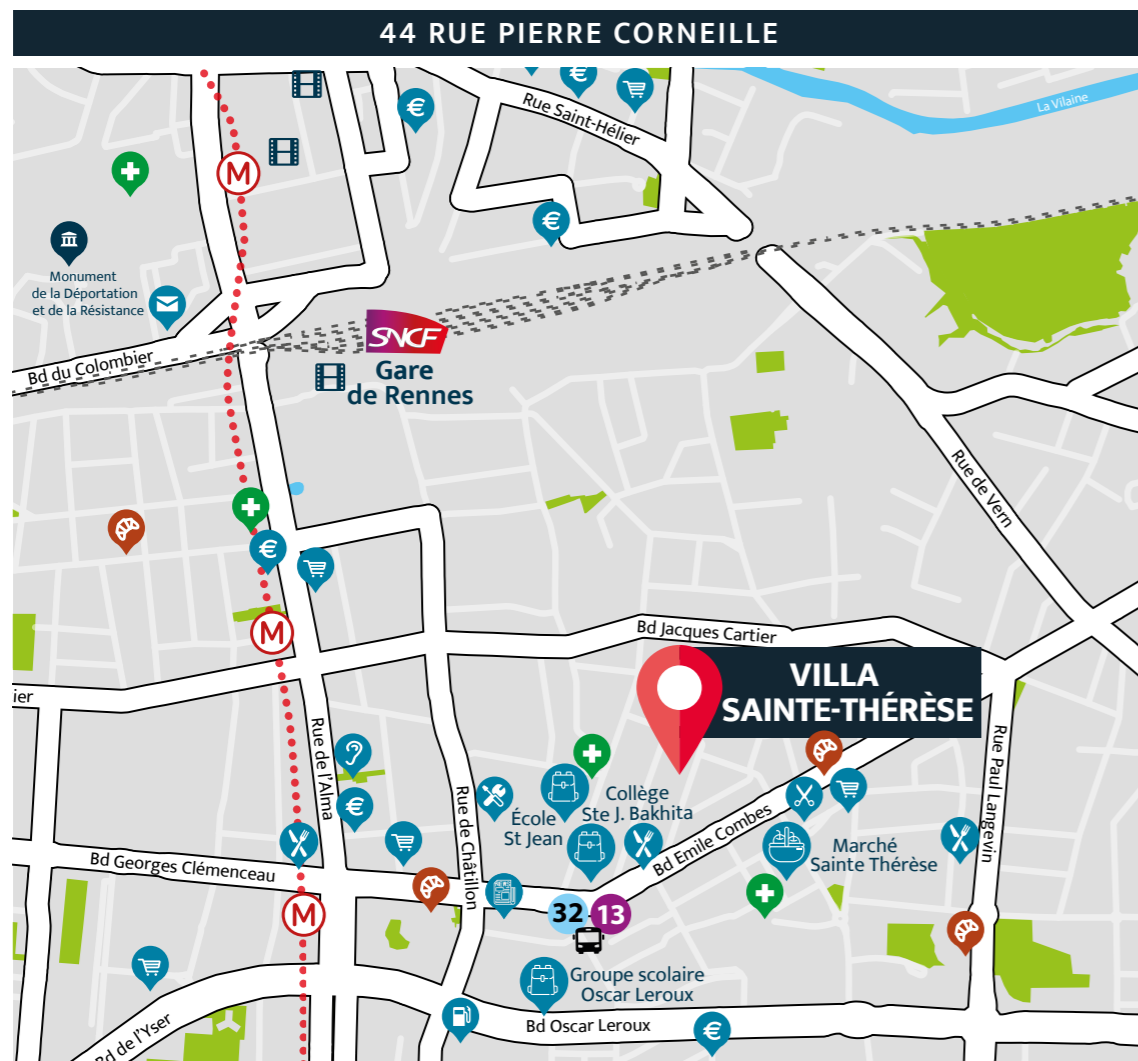 44 RUE PIERRE CORNEILLE
La Vilaine
Rue Saint-Hélier
€
€
€
M
Monument
de la Déportation
et de la Résistance
SNCF
Gare
de Rennes
Bd du Colombier
Rue de Vern
€
M
Bd Jacques Cartier
VILLA
SAINTE-THÉRÈSE
ier
Rue de l'Alma
€
Rue de Châtillon
École
St Jean
Collège
Ste J. Bakhita
Bd Emile Combes
Rue Paul Langevin
Marché
Sainte Thérèse
Bd Georges Clémenceau
M
32
13
Groupe scolaire
Oscar Leroux
Bd Oscar Leroux
€
Bd de l'Yser